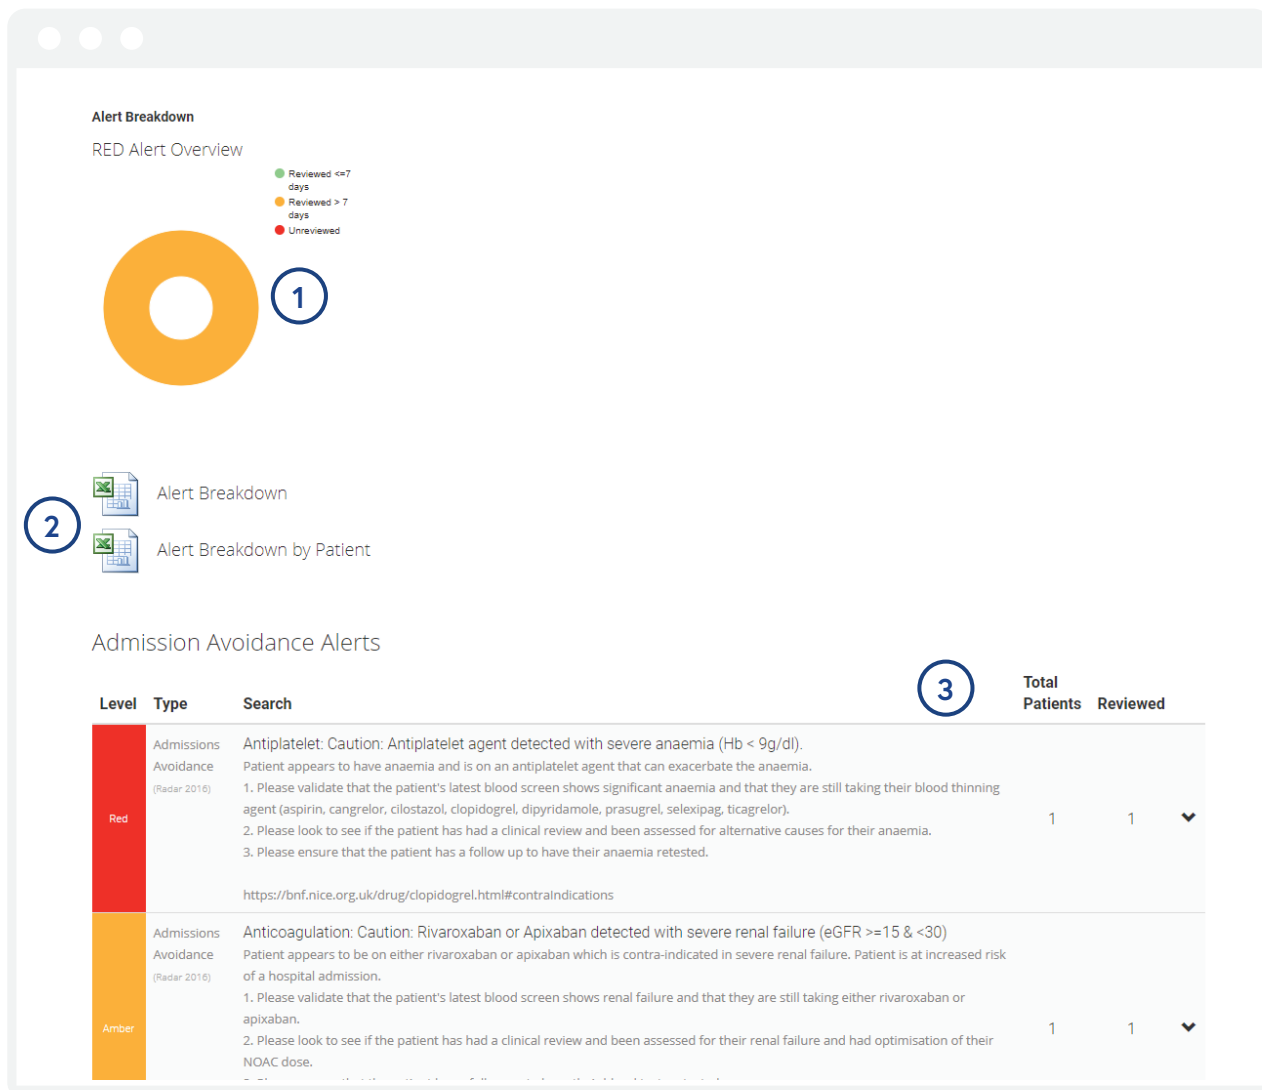 Alert Breakdown
RED Alert Overview
Reviewed <=7
days
Reviewed > 7
days
Unreviewed
1
2
Alert Breakdown
Alert Breakdown by Patient
Admission Avoidance Alerts
3
Level Type Search Total Patients Reviewed
Red
Admissions
Avoidance
(Radar 2016)
Antiplatelet: Caution: Antiplatelet agent detected with severe anaemia (Hb < 9g/dl).
Patient appears to have anaemia and is on an antiplatelet agent that can exacerbate the anaemia.
1. Please validate that the patient's latest blood screen shows significant anaemia and that they are still taking their blood thinning
agent (aspirin, cangrelor, cilostazol, clopidogrel, dipyridamole, prasugrel, selexipag, ticagrelor).
2. Please look to see if the patient has had a clinical review and been assessed for alternative causes for their anaemia.
3. Please ensure that the patient has a follow up to have their anaemia retested.
https://bnf.nice.org.uk/drug/clopidogrel.html#contraIndications
1 1
Amber
Admissions
Avoidance
(Radar 2016)
Anticoagulation: Caution: Rivaroxaban or Apixaban detected with severe renal failure (eGFR >=15 & <30)
Patient appears to be on either rivaroxaban or apixaban which is contra-indicated in severe renal failure. Patient is at increased risk
of a hospital admission.
1. Please validate that the patient's latest blood screen shows renal failure and that they are still taking either rivaroxaban or
apixaban.
2. Please look to see if the patient has had a clinical review and been assessed for their renal failure and had optimisation of their
NOAC dose.
1 1